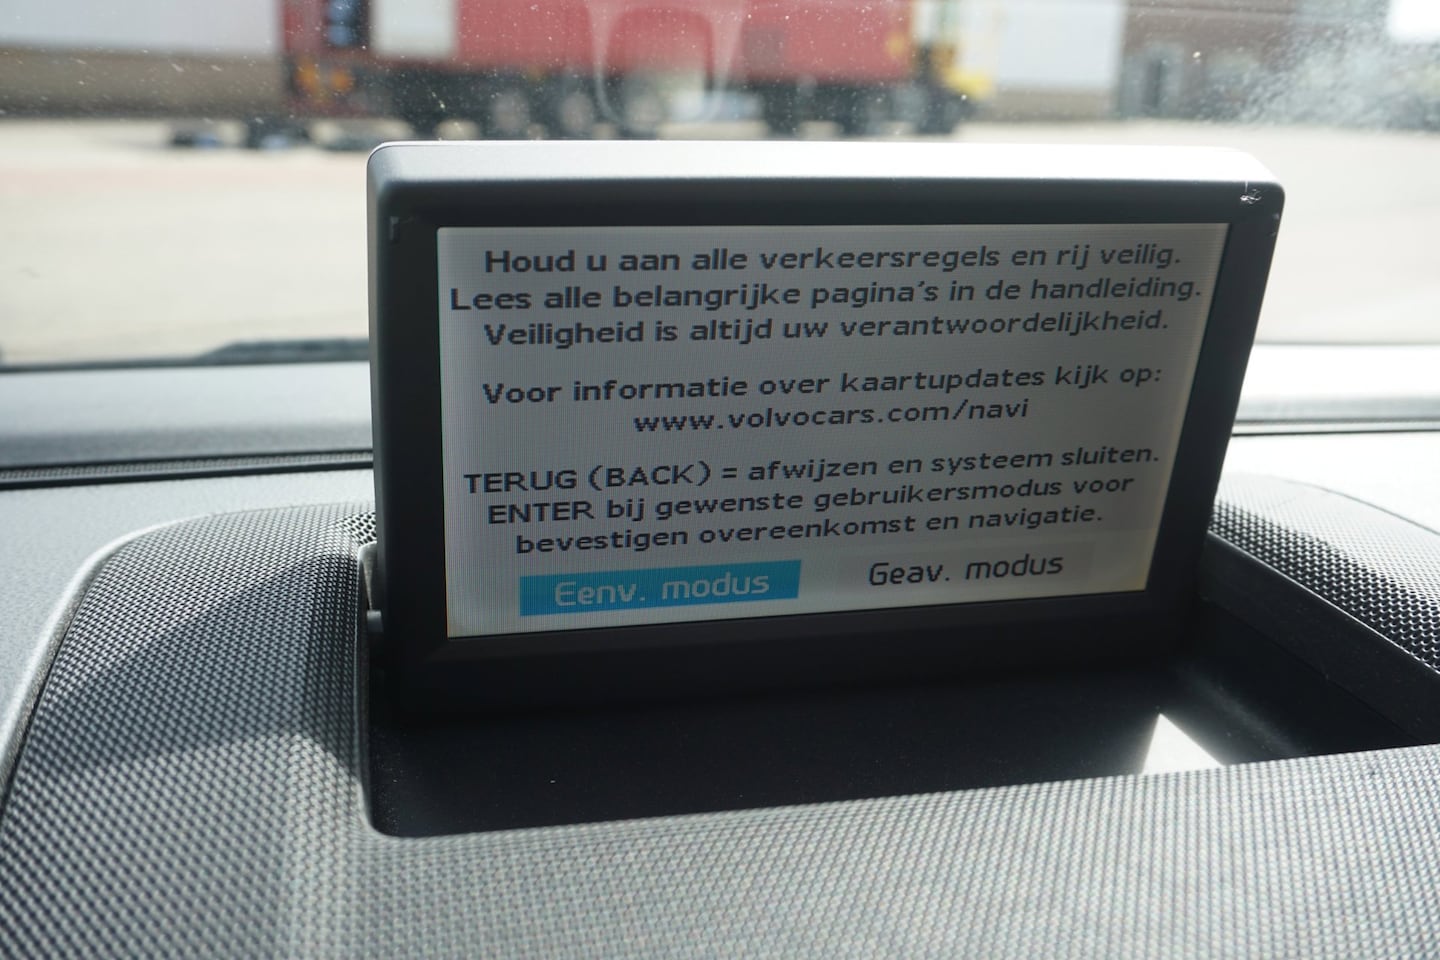 Houd u aan alle verkeersregels en rij veilig.
Lees alle belangrijke pagina's in de handleiding.
Veiligheid is altijd uw verantwoordelijkheid.
Voor informatie over kaartupdates kijk op:
www.volvocars.com/navi
TERUG (BACK) = afwijzen en systeem sluiten.
ENTER bij gewenste gebruikersmodus voor
bevestigen overeenkomst en navigatie.
Eenv. modus Geav. modus